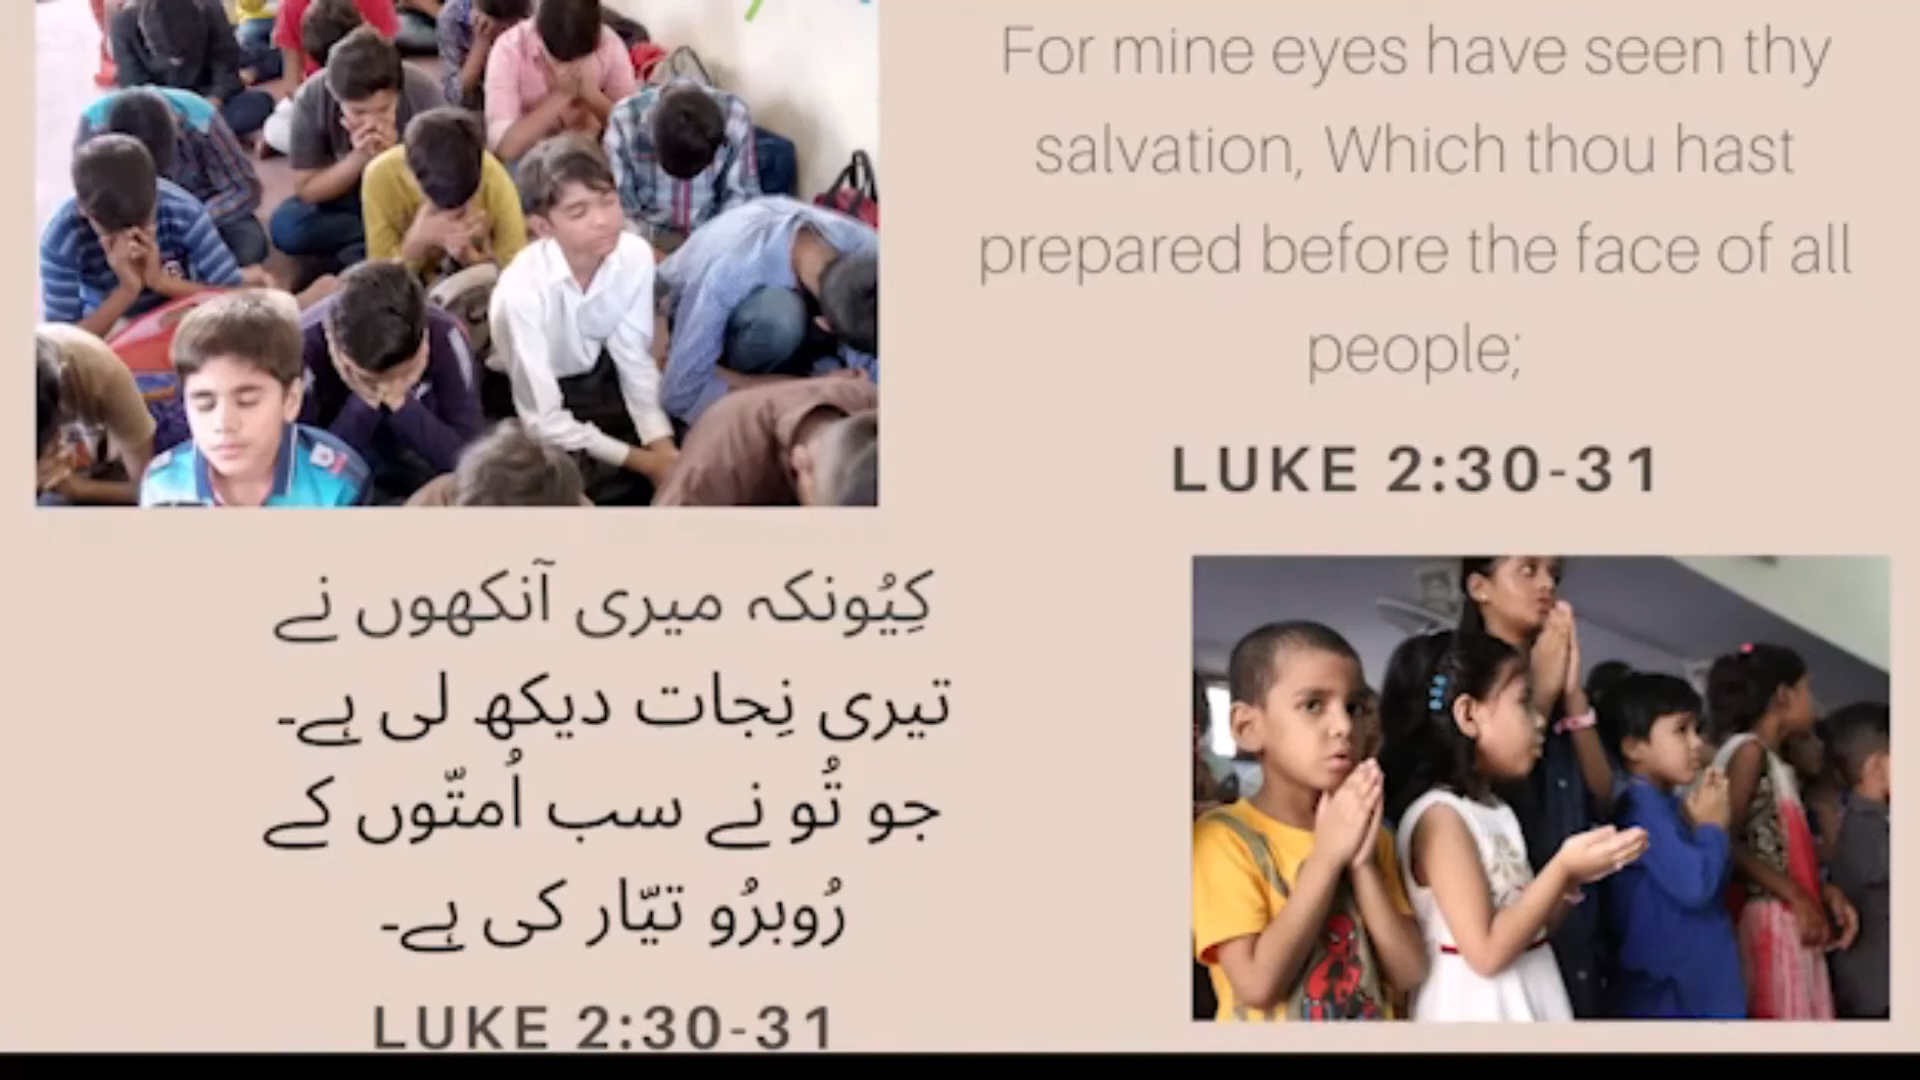 For mine eyes have seen thy
salvation, Which thou hast
prepared before the face of all
people;
LUKE 2:30-31
کِیُونکہ میری آنکھوں نے
تیری نِجات دیکھ لی ہے۔
جو تُو نے سب اُمتّوں کے
رُوبرُو تیّار کی ہے۔
LUKE 2:30-31